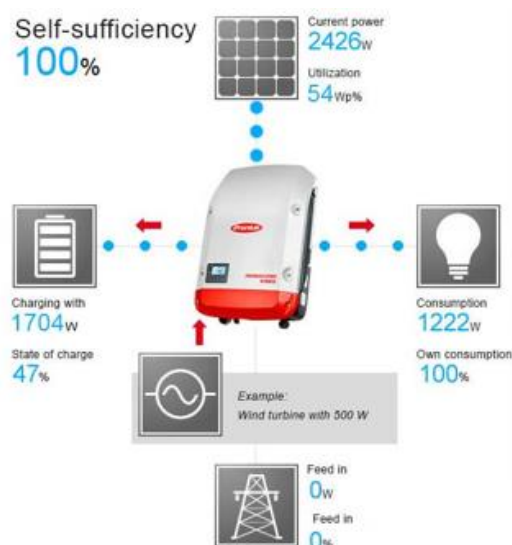 Self-sufficiency
100%
Current power
2426W
Utilization
54Wp%
Fronius
Charging with
1704W
State of charge
47%
Consumption
1222W
Own consumption
100%
Example:
Wind turbine with 500 W
Feed in
0W
Feed in
0%